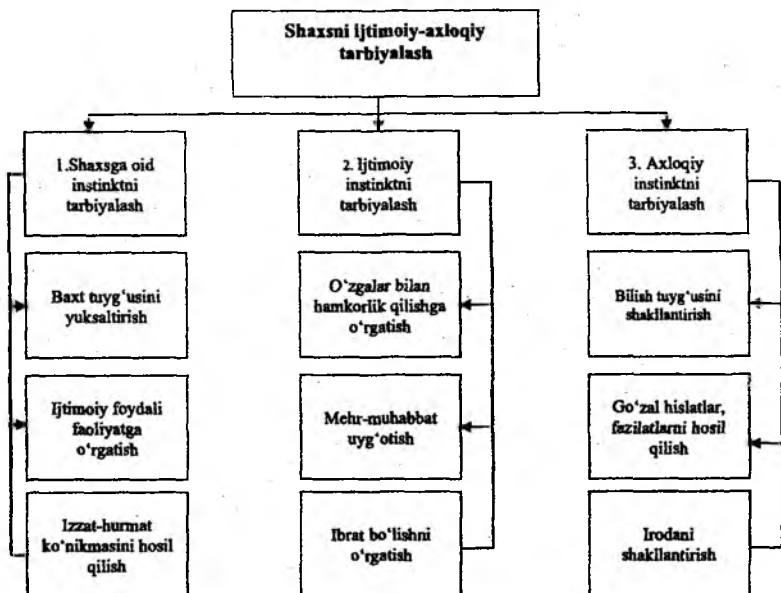 Shaxsni ijtimoiy-axloqiy
tarbiyalash
1.Shaxsga oid
instinktni
tarbiyalash
2. Ijtimoiy
instinktni
tarbiyalash
3. Axloqiy
instinktni
tarbiyalash
Baxt tuyg‘usini
yuksaltirish
O‘zgalar bilan
hamkorlik qilishga
o‘rgatish
Bilish tuyg‘usini
shakllantirish
Ijtimoiy foydali
faoliyatga
o‘rgatish
Mehr-muhabbat
uyg‘otish
Go‘zal hislatlar,
fazilatlarni hosil
qilish
Izzat-hurmat
ko‘nikmasini hosil
qilish
Ibrat bo‘lishni
o‘rgatish
Irodani
shakllantirish